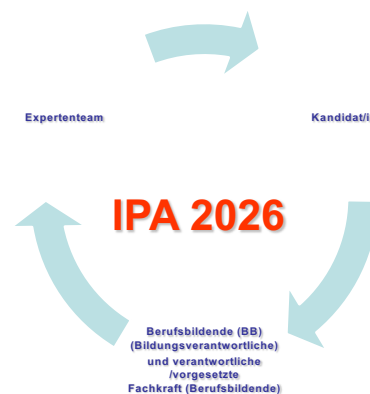 Expertenteam
Kandidat/i
IPA 2026
Berufsbildende (BB)
(Bildungsverantwortliche)
und verantwortliche
/vorgesetzte
Fachkraft (Berufsbildende)